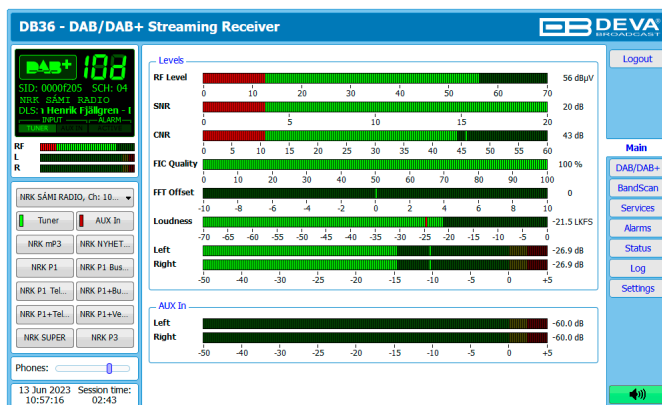 DB36 - DAB/DAB+ Streaming Receiver
DB DEVA
BROADCAST
DAB+ 10d
SID: 0000f205 SCH: 04
NRK SÁMI RADIO
DLS: ı Henrik Fjällgren - I
INPUT ALARM
TUNER
RF
L
R
NRK SÁMI RADIO, Ch: 10...
Tuner AUX In
NRK mP3 NRK NYHET...
NRK P1 NRK P1 Bus...
NRK P1 Tel... NRK P1+Bu...
NRK P1+Tel... NRK P1+Ve...
NRK SUPER NRK P3
Phones:
13 Jun 2023 Session time:
10:57:16 02:43
Levels
RF Level 56 dBµV
0 10 20 30 40 50 60 70
SNR 20 dB
0 5 10 15 20
CNR 43 dB
0 5 10 15 20 25 30 35 40 45 50 55 60
FIC Quality 100 %
0 10 20 30 40 50 60 70 80 90 100
FFT Offset 0
-10 -8 -6 -4 -2 0 2 4 6 8 10
Loudness -21.5 LKFS
-70 -65 -60 -55 -50 -45 -40 -35 -30 -25 -20 -15 -10 -5 0
Left -26.9 dB
Right -26.9 dB
-50 -40 -30 -20 -15 -10 -5 0 +5
AUX In
Left -60.0 dB
Right -60.0 dB
-50 -40 -30 -20 -15 -10 -5 0 +5
Logout
Main
DAB/DAB+
BandScan
Services
Alarms
Status
Log
Settings